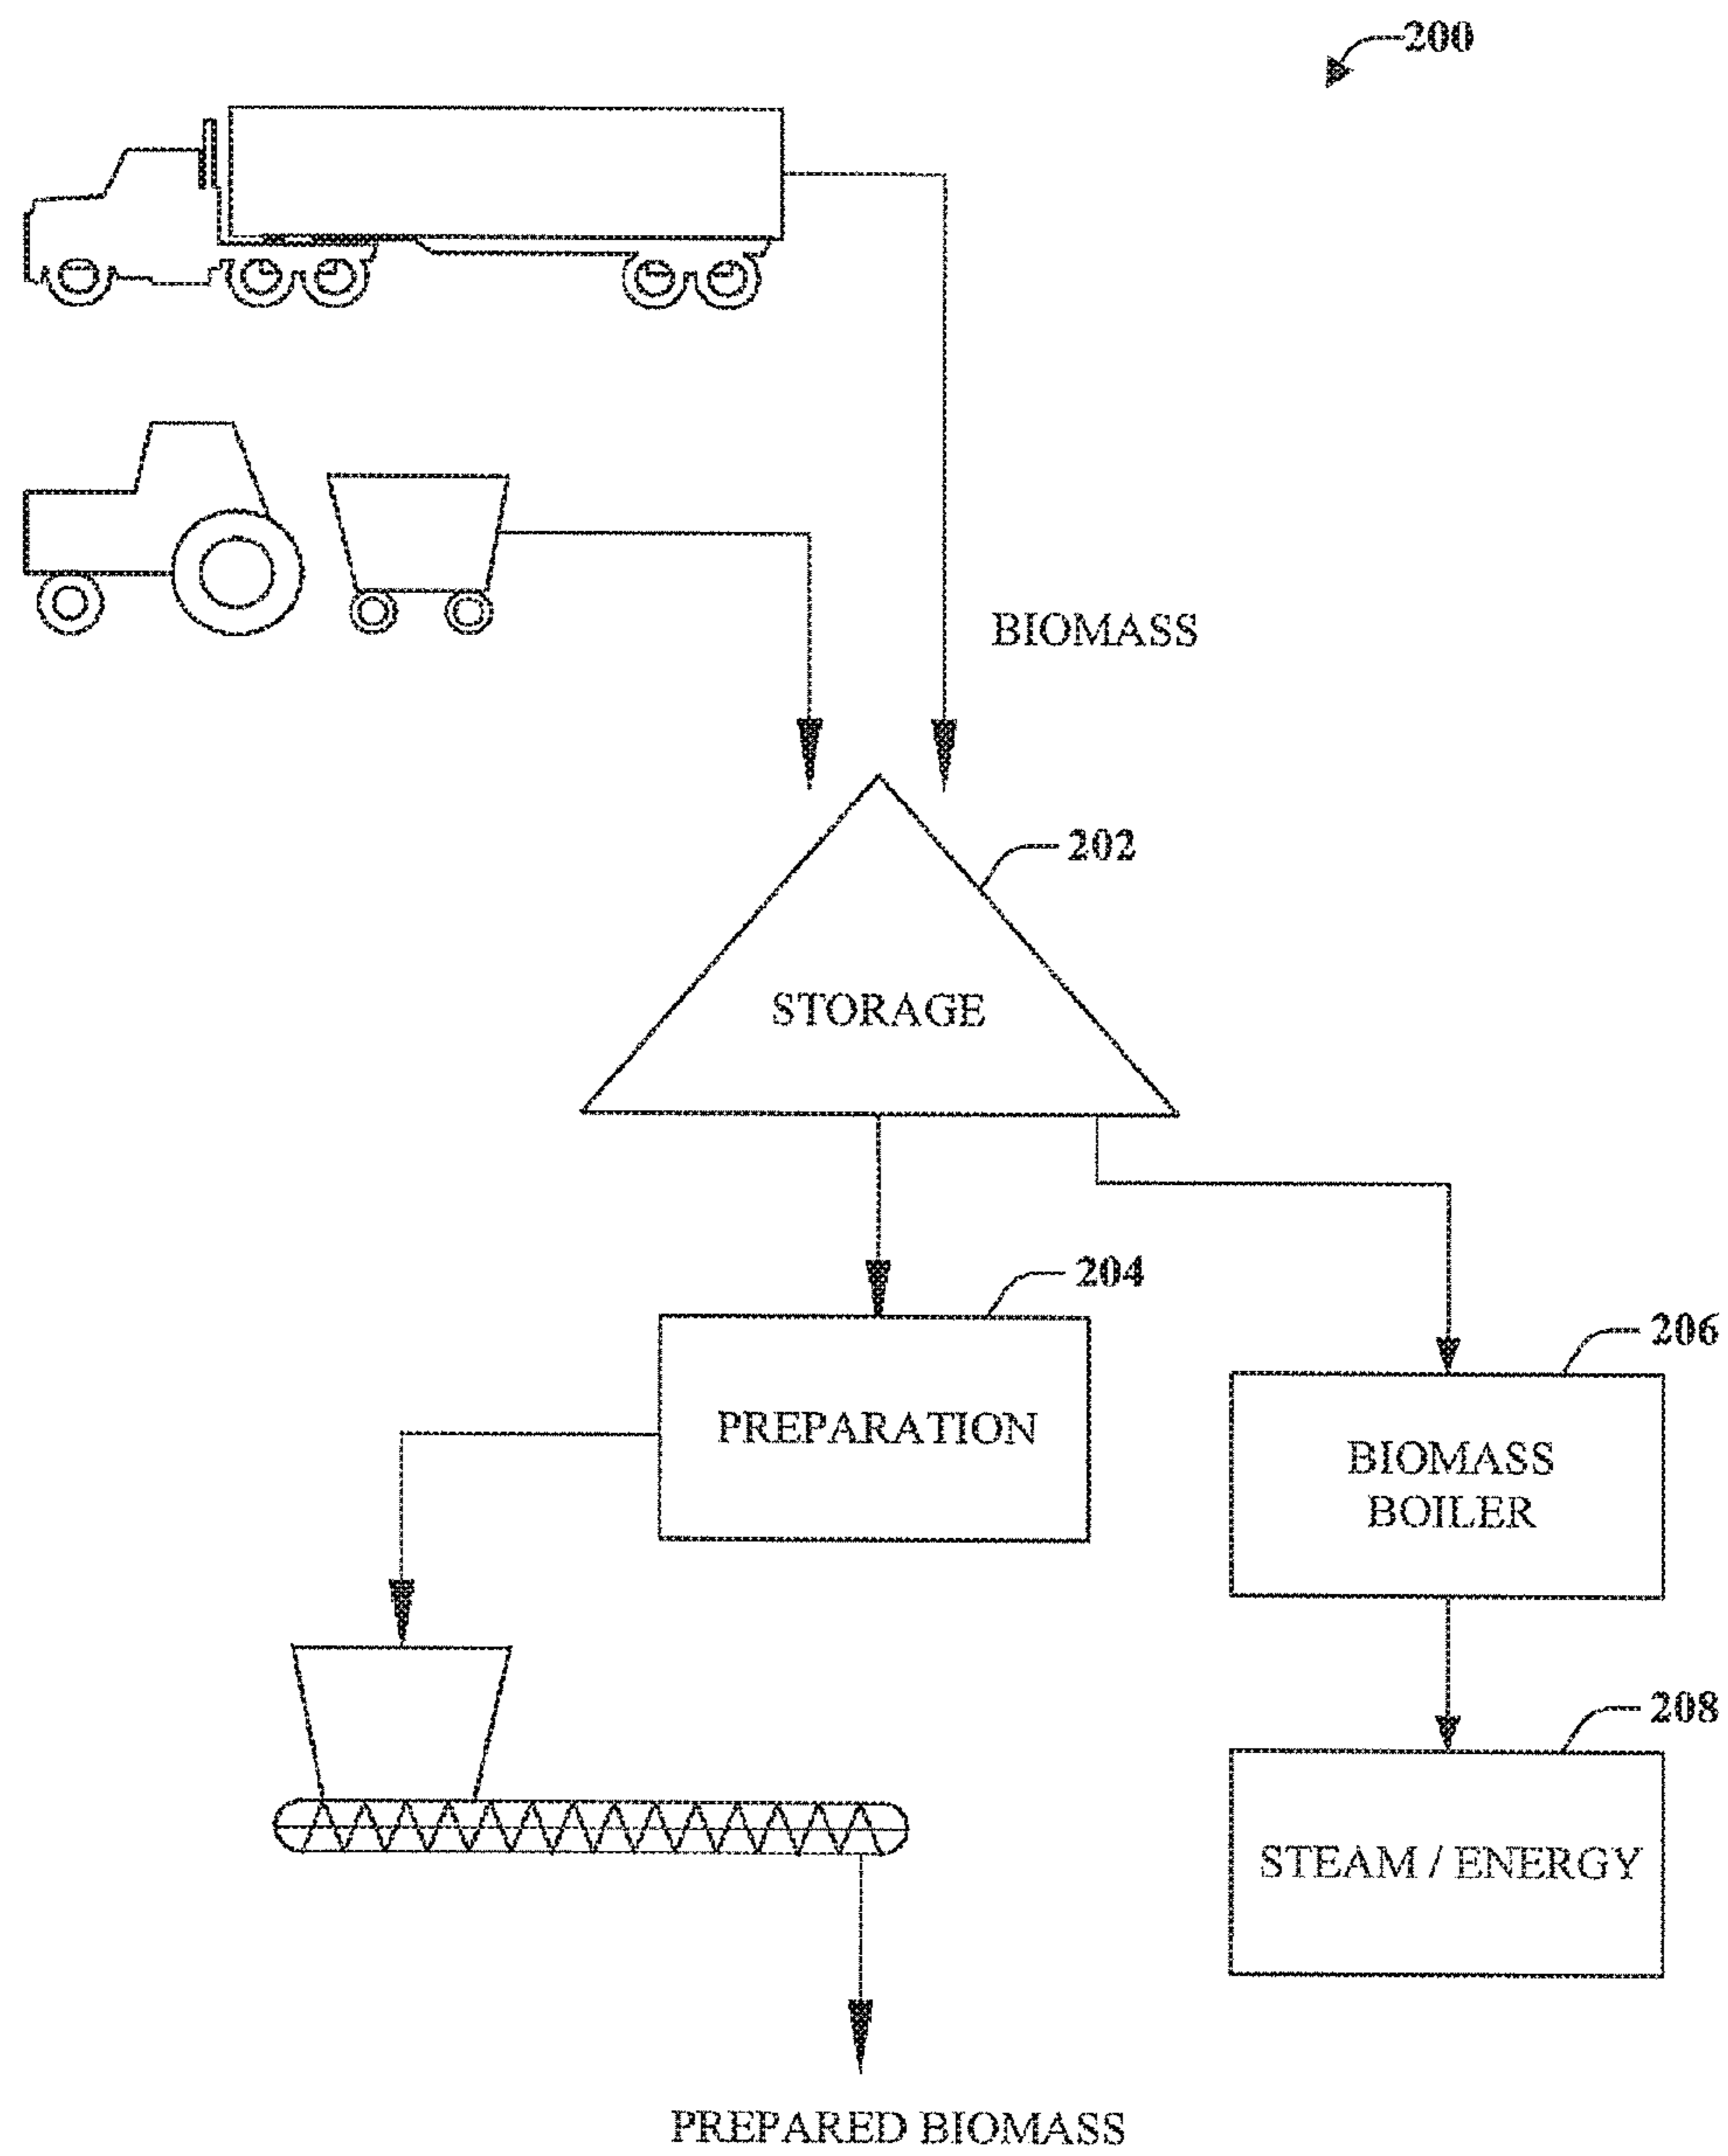 200
BIOMASS
202
STORAGE
204
206
PREPARATION
BIOMASS
BOILER
208
STEAM / ENERGY
PREPARED BIOMASS